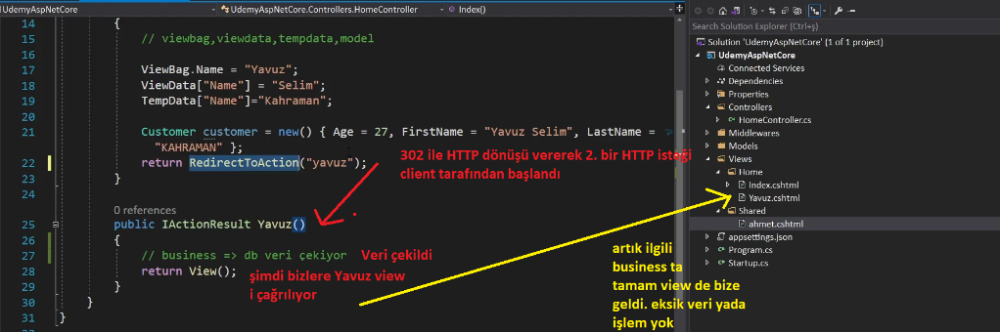 UdemyAspNetCore
UdemyAspNetCore.Controllers.HomeController
Index()
14 {
15 // viewbag,viewdata,tempdata,model
16
17 ViewBag.Name = "Yavuz";
18 ViewData["Name"] = "Selim";
19 TempData["Name"]="Kahraman";
20
21 Customer customer = new() { Age = 27, FirstName = "Yavuz Selim", LastName =
"KAHRAMAN" };
22 return RedirectToAction("yavuz");
23 }
24
0 references
25 public IActionResult Yavuz()
26 {
27 // business => db veri çekiyor
28 return View();
29 }
30 }
31 }
302 ile HTTP dönüşü vererek 2. bir HTTP isteği
client tarafından başlandı
Veri çekildi
şimdi bizlere Yavuz view
i çağrılıyor
artık ilgili
business ta
tamam view de bize
geldi. eksik veri yada
işlem yok
Search Solution Explorer (Ctrl+ş)
Solution 'UdemyAspNetCore' (1 of 1 project)
UdemyAspNetCore
Connected Services
Dependencies
Properties
Controllers
HomeController.cs
Middlewares
Models
Views
Home
Index.cshtml
Yavuz.cshtml
Shared
ahmet.cshtml
appsettings.json
Program.cs
Startup.cs